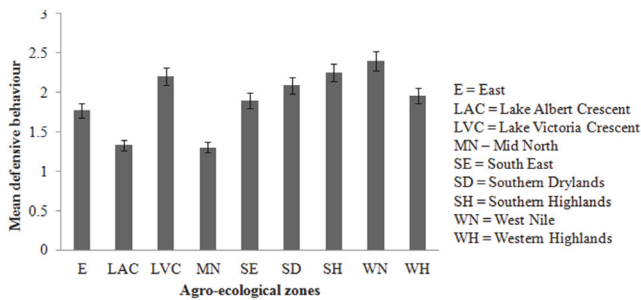 3
2.5
2
1.5
1
0.5
0
Mean defennive behaviour
E LAC LVC MN SE SD SH WN WH
Agro-ecological zones
E = East
LAC = Lake Albert Crescent
LVC = Lake Victoria Crescent
MN – Mid North
SE = South East
SD = Southern Drylands
SH = Southern Highlands
WN = West Nile
WH = Western Highlands